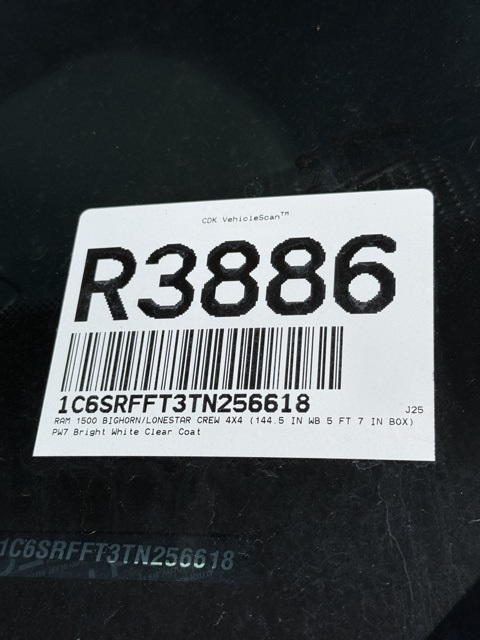 CDK VehicleScan™
R3886
1C6SRFFT3TN256618
J25
RAM 1500 BIGHORN/LONESTAR CREW 4X4 (144.5 IN WB 5 FT 7 IN BOX)
PW7 Bright White Clear Coat
1C6SRFFT3TN256618